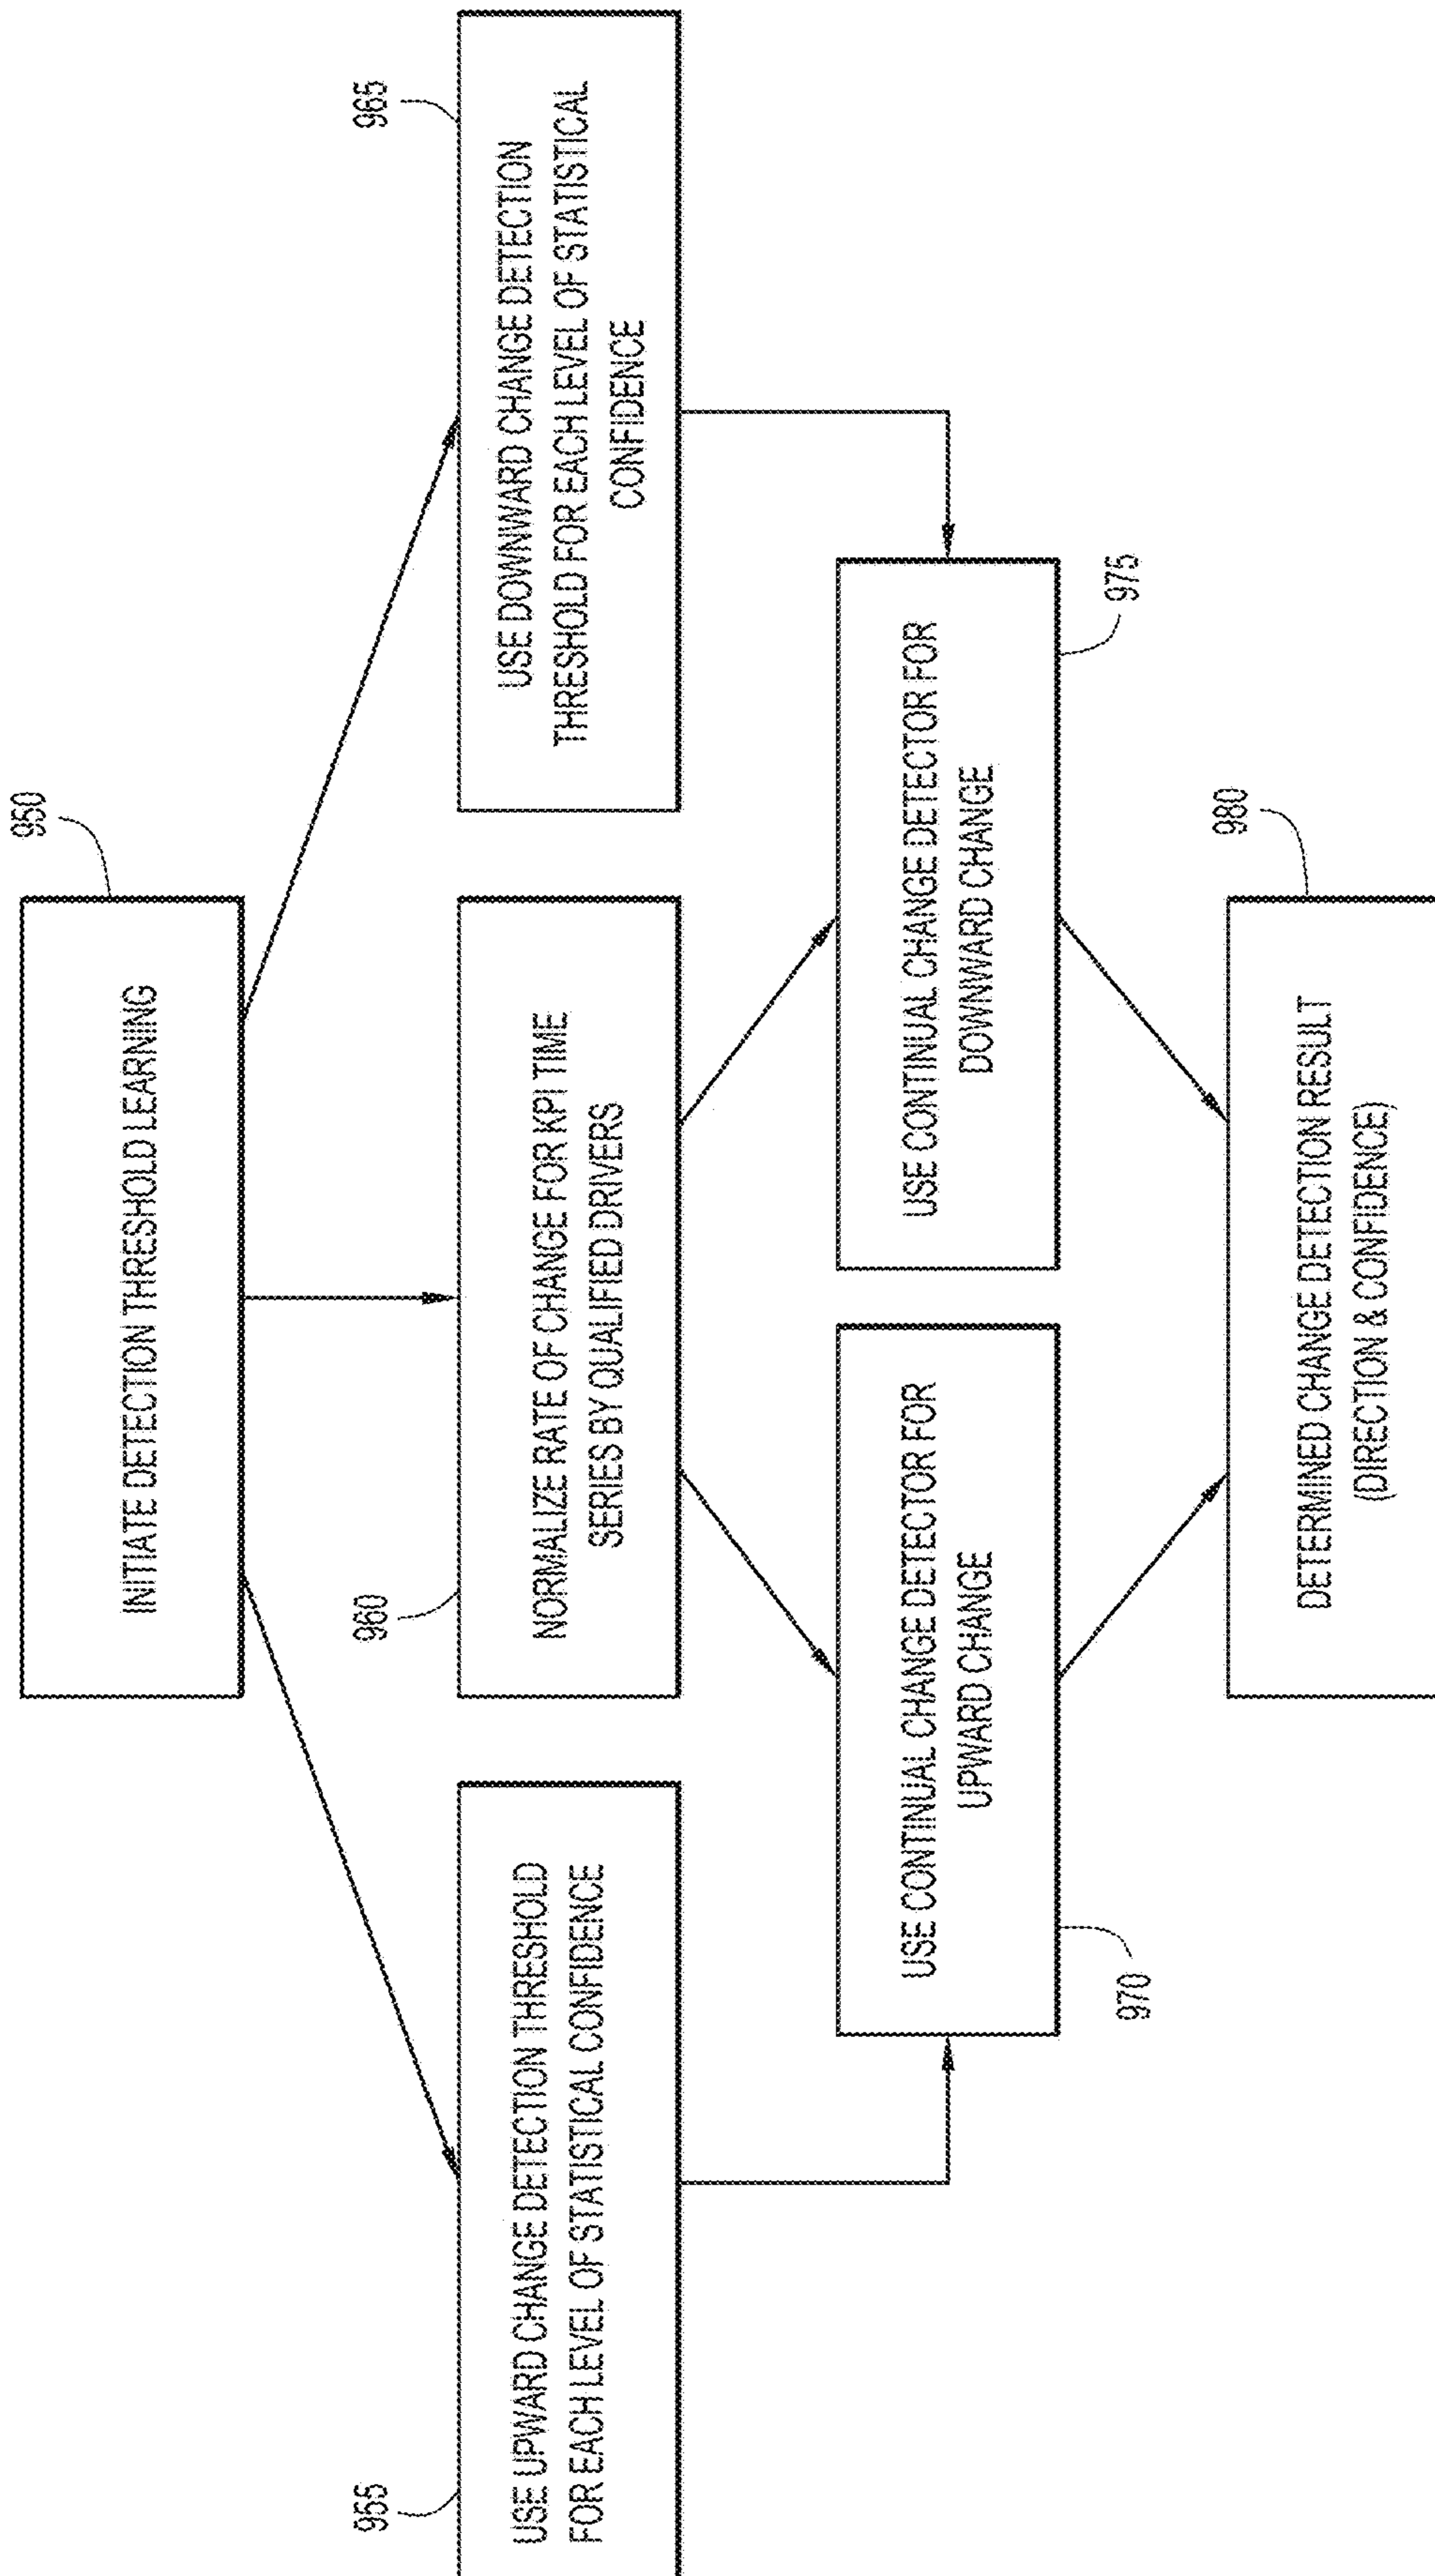 950
INITIATE DETECTION THRESHOLD LEARNING
955
USE UPWARD CHANGE DETECTION THRESHOLD
FOR EACH LEVEL OF STATISTICAL CONFIDENCE
960
NORMALIZE RATE OF CHANGE FOR KPI TIME
SERIES BY QUALIFIED DRIVERS
965
USE DOWNWARD CHANGE DETECTION
THRESHOLD FOR EACH LEVEL OF STATISTICAL
CONFIDENCE
USE CONTINUAL CHANGE DETECTOR FOR
UPWARD CHANGE
970
USE CONTINUAL CHANGE DETECTOR FOR
DOWNWARD CHANGE
975
980
DETERMINED CHANGE DETECTION RESULT
(DIRECTION & CONFIDENCE)